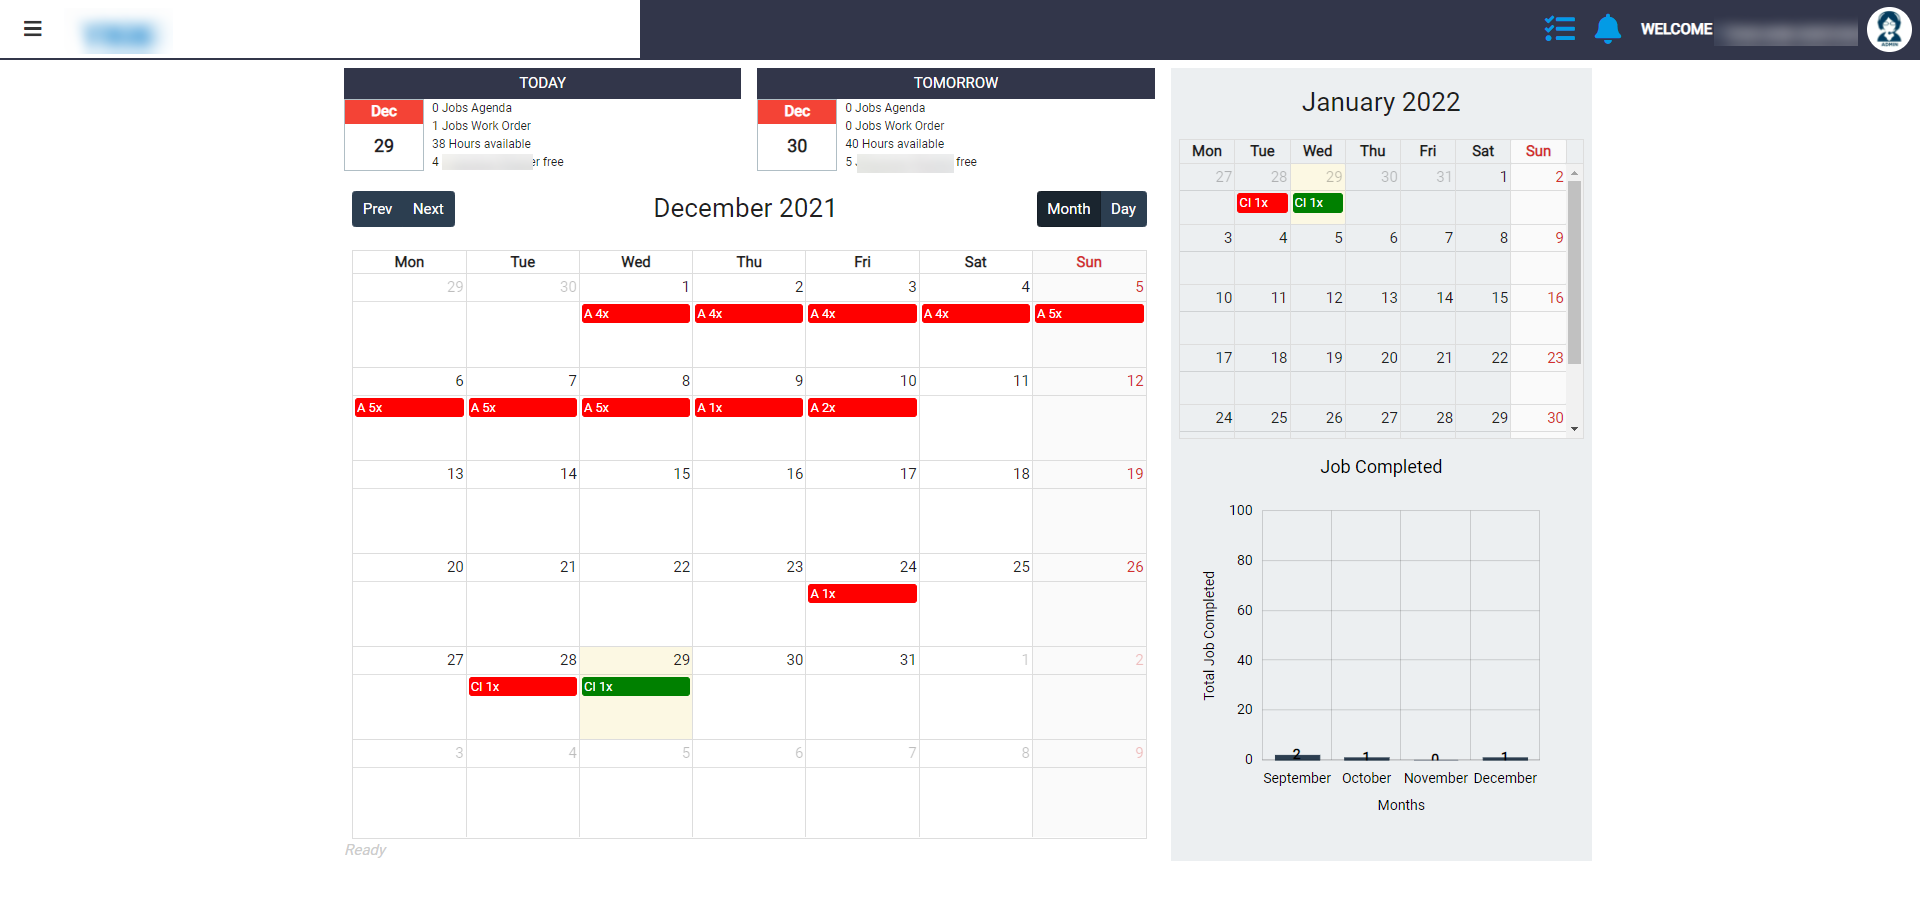 WELCOME
ADMIN
TODAY
Dec
29
0 Jobs Agenda
1 Jobs Work Order
38 Hours available
4 free
TOMORROW
Dec
30
0 Jobs Agenda
0 Jobs Work Order
40 Hours available
5 free
Prev Next
December 2021
Month Day
Mon Tue Wed Thu Fri Sat Sun
29 30 1 2 3 4 5
A 4x A 4x A 4x A 4x A 5x
6 7 8 9 10 11 12
A 5x A 5x A 5x A 1x A 2x
13 14 15 16 17 18 19
20 21 22 23 24 25 26
A 1x
27 28 29 30 31 1 2
CI 1x CI 1x
3 4 5 6 7 8 9
Ready
January 2022
Mon Tue Wed Thu Fri Sat Sun
27 28 29 30 31 1 2
CI 1x CI 1x
3 4 5 6 7 8 9
10 11 12 13 14 15 16
17 18 19 20 21 22 23
24 25 26 27 28 29 30
Job Completed
Total Job Completed
100
80
60
40
20
0
2 1 0 1
September October November December
Months